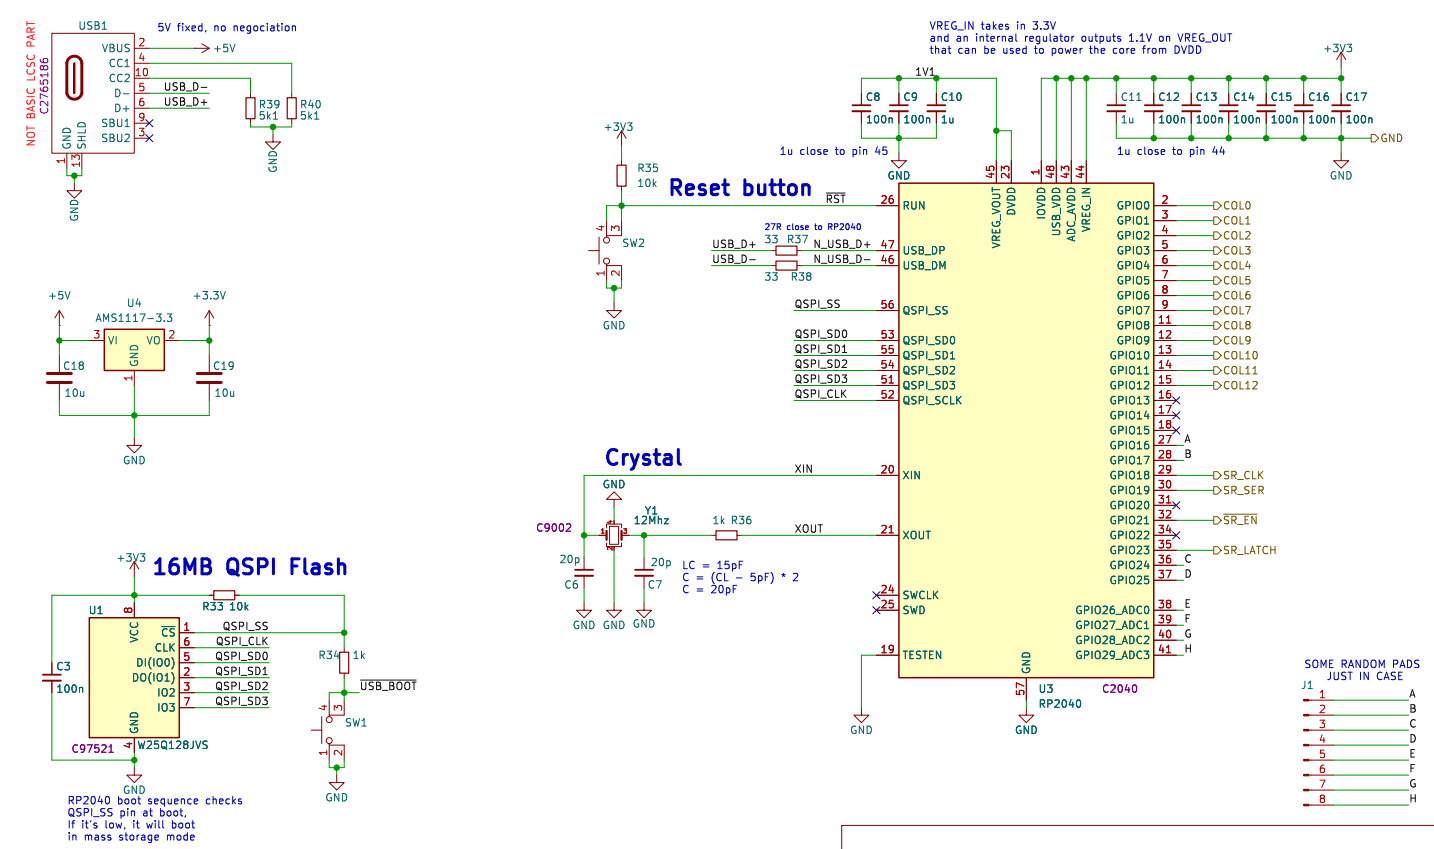 NOT BASIC LCSC PART
C2765186
USB1
5V fixed, no negociation
VBUS 2
+5V
CC1 4
CC2 10
D- 5 USB_D-
D+ 6 USB_D+
SBU1 9
SBU2 3
GND 1
SHLD 13
GND
R39
5k1
R40
5k1
GND
+5V
U4
AMS1117-3.3
+3.3V
3 VI
VO 2
GND
1
C18
10u
C19
10u
GND
+3V3
16MB QSPI Flash
R33 10k
U1
8
VCC
CS 1 QSPI_SS
CLK 6 QSPI_CLK
DI(IO0) 5 QSPI_SD0
DO(IO1) 2 QSPI_SD1
IO2 3 QSPI_SD2
IO3 7 QSPI_SD3
GND
4
C3
100n
C97521
W25Q128JVS
GND
R34 1k
USB_BOOT
4 3
SW1
1 2
GND
RP2040 boot sequence checks
QSPI_SS pin at boot,
If it's low, it will boot
in mass storage mode
+3V3
R35
10k
Reset button
RST
4 3
SW2
1 2
GND
27R close to RP2040
USB_D+ 33 R37 N_USB_D+
USB_D- 33 R38 N_USB_D-
QSPI_SS
QSPI_SD0
QSPI_SD1
QSPI_SD2
QSPI_SD3
QSPI_CLK
Crystal
XIN
GND
C9002
Y1
12Mhz
1 3
1k R36
XOUT
20p
C6
20p
C7
GND
GND
GND
LC = 15pF
C = (CL - 5pF) * 2
C = 20pF
VREG_IN takes in 3.3V
and an internal regulator outputs 1.1V on VREG_OUT
that can be used to power the core from DVDD
1V1
C8
100n
C9
100n
C10
1u
1u close to pin 45
GND
+3V3
C11
1u
C12
100n
C13
100n
C14
100n
C15
100n
C16
100n
C17
100n
GND
1u close to pin 44
GND
45 VREG_VOUT
23 DVDD
1 IOVDD
48 USB_VDD
43 ADC_AVDD
44 VREG_IN
26 RUN
47 USB_DP
46 USB_DM
56 QSPI_SS
53 QSPI_SD0
55 QSPI_SD1
54 QSPI_SD2
51 QSPI_SD3
52 QSPI_SCLK
20 XIN
21 XOUT
24 SWCLK
25 SWD
19 TESTEN
GND
GPIO0 2 COL0
GPIO1 3 COL1
GPIO2 4 COL2
GPIO3 5 COL3
GPIO4 6 COL4
GPIO5 7 COL5
GPIO6 8 COL6
GPIO7 9 COL7
GPIO8 11 COL8
GPIO9 12 COL9
GPIO10 13 COL10
GPIO11 14 COL11
GPIO12 15 COL12
GPIO13 16
GPIO14 17
GPIO15 18
GPIO16 27 A
GPIO17 28 B
GPIO18 29 SR_CLK
GPIO19 30 SR_SER
GPIO20 31
GPIO21 32 SR_EN
GPIO22 34
GPIO23 35 SR_LATCH
GPIO24 36 C
GPIO25 37 D
GPIO26_ADC0 38 E
GPIO27_ADC1 39 F
GPIO28_ADC2 40 G
GPIO29_ADC3 41 H
GND
57
U3
RP2040
C2040
GND
SOME RANDOM PADS
JUST IN CASE
J1
1 A
2 B
3 C
4 D
5 E
6 F
7 G
8 H